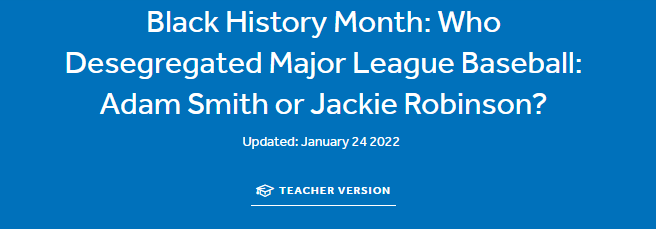 Black History Month: Who
Desegregated Major League Baseball:
Adam Smith or Jackie Robinson?
Updated: January 24 2022
TEACHER VERSION